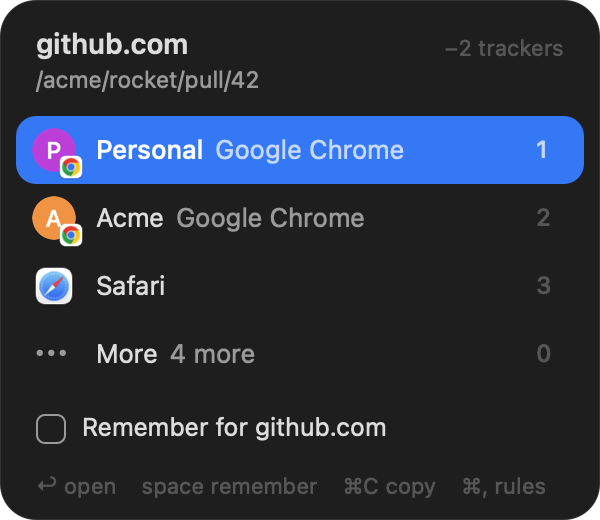 github.com –2 trackers
/acme/rocket/pull/42
P Personal Google Chrome 1
A Acme Google Chrome 2
Safari 3
••• More 4 more 0
Remember for github.com
↩ open space remember ⌘C copy ⌘, rules